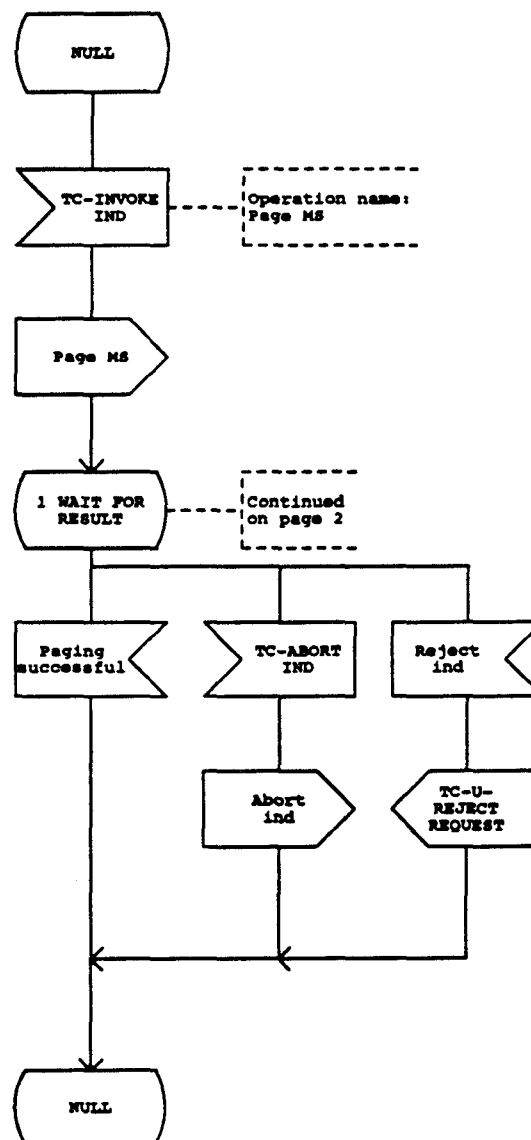 NULL
TC-INVOKE
IND
Operation name:
Page MS
Page MS
1 WAIT FOR
RESULT
Continued
on page 2
Paging
successful
TC-ABORT
IND
Reject
ind
Abort
ind
TC-U-
REJECT
REQUEST
NULL